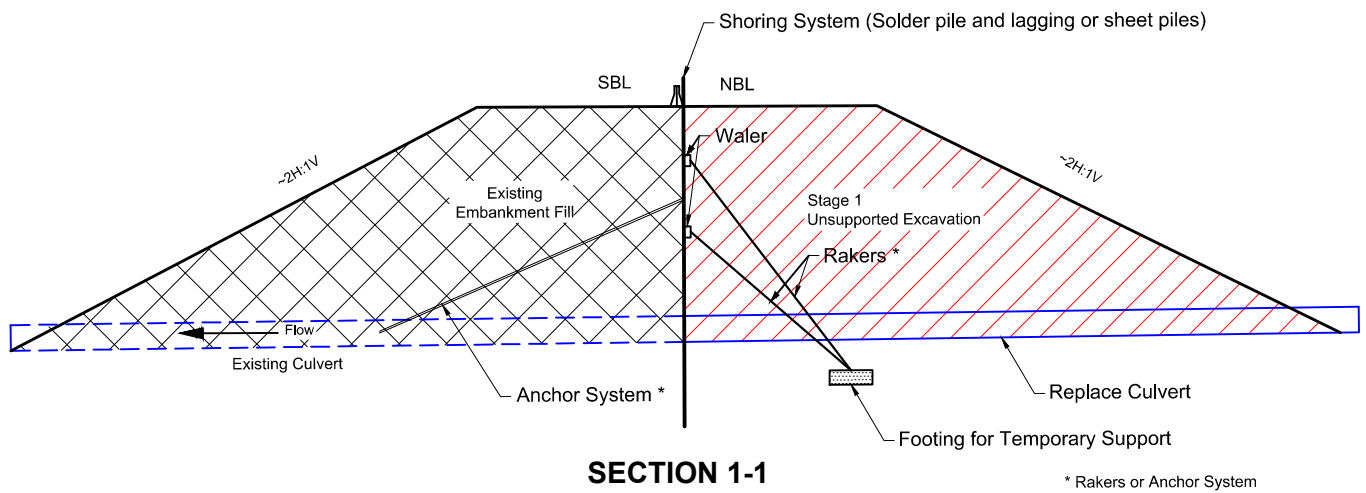 Shoring System (Solder pile and lagging or sheet piles)
SBL
NBL
Waler
~2H:1V
~2H:1V
Existing
Embankment Fill
Stage 1
Unsupported Excavation
Rakers *
Flow
Existing Culvert
Anchor System *
Replace Culvert
Footing for Temporary Support
SECTION 1-1
* Rakers or Anchor System